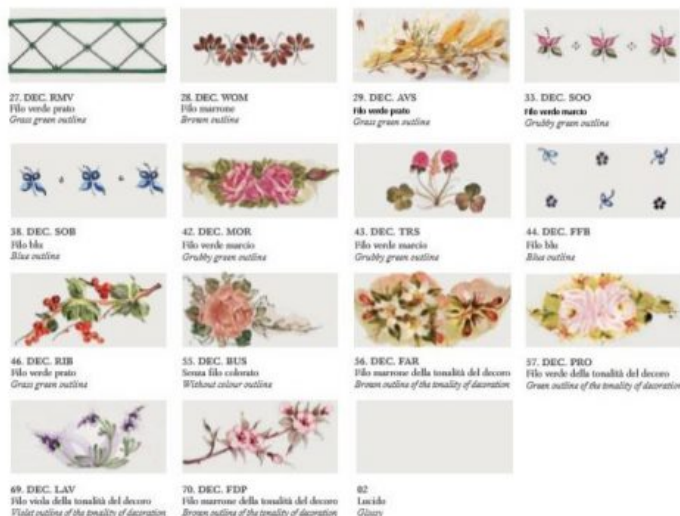 27. DEC. RMV
Filo verde prato
Grass green outline
28. DEC. WOM
Filo marrone
Brown outline
29. DEC. AVS
Filo verde prato
Grass green outline
33. DEC. SOO
Filo verde marcio
Grubby green outline
38. DEC. SOB
Filo blu
Blue outline
42. DEC. MOR
Filo verde marcio
Grubby green outline
43. DEC. TRS
Filo verde marcio
Grubby green outline
44. DEC. FFB
Filo blu
Blue outline
46. DEC. RIB
Filo verde prato
Grass green outline
55. DEC. BUS
Senza filo colorato
Without colour outline
56. DEC. FAR
Filo marrone della tonalità del decoro
Brown outline of the tonality of decoration
57. DEC. PRO
Filo verde della tonalità del decoro
Green outline of the tonality of decoration
69. DEC. LAV
Filo viola della tonalità del decoro
Violet outline of the tonality of decoration
70. DEC. FDP
Filo marrone della tonalità del decoro
Brown outline of the tonality of decoration
02
Lucido
Glossy